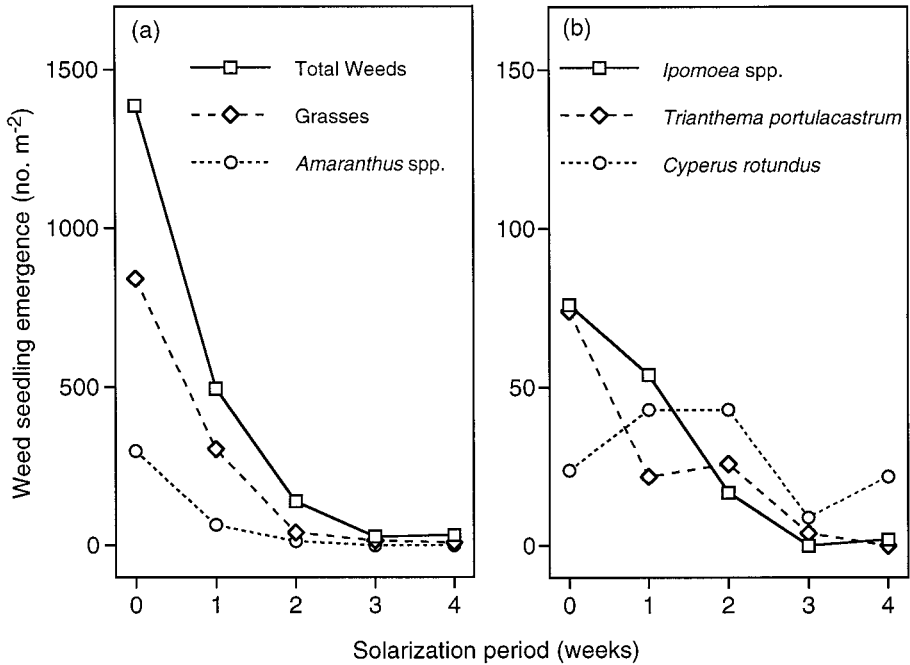 (a)
Total Weeds
Grasses
Amaranthus spp.
1500
1000
500
0
0 1 2 3 4
(b)
Ipomoea spp.
Trianthema portulacastrum
Cyperus rotundus
150
100
50
0
0 1 2 3 4
Weed seedling emergence (no. m-2)
Solarization period (weeks)